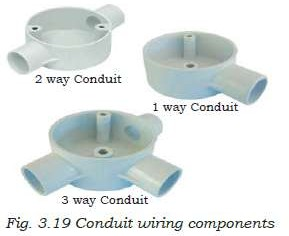 2 way Conduit
1 way Conduit
3 way Conduit
Fig. 3.19 Conduit wiring components